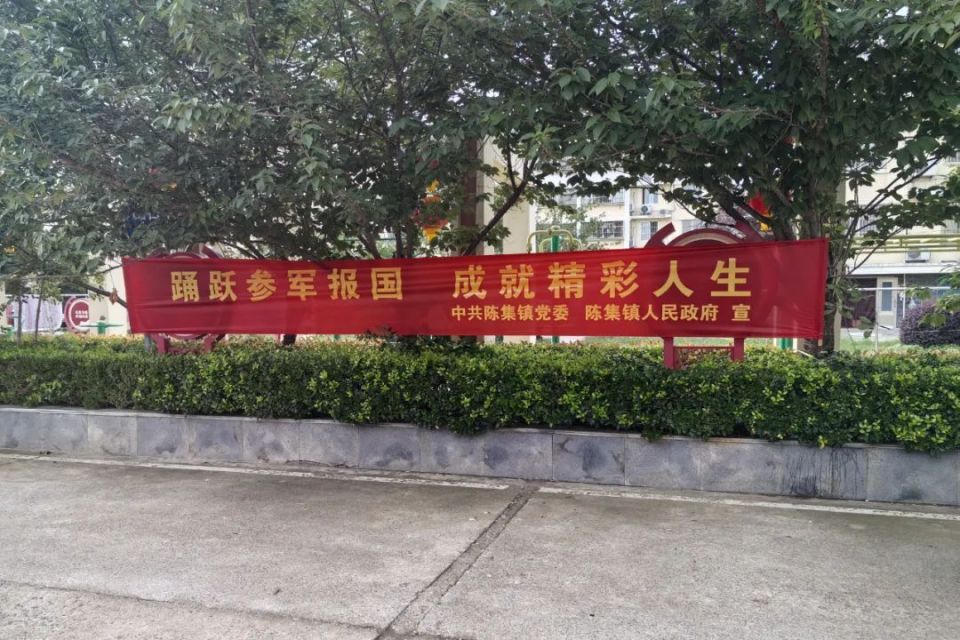 踊跃参军报国 成就精彩人生
中共陈集镇党委 陈集镇人民政府 宣